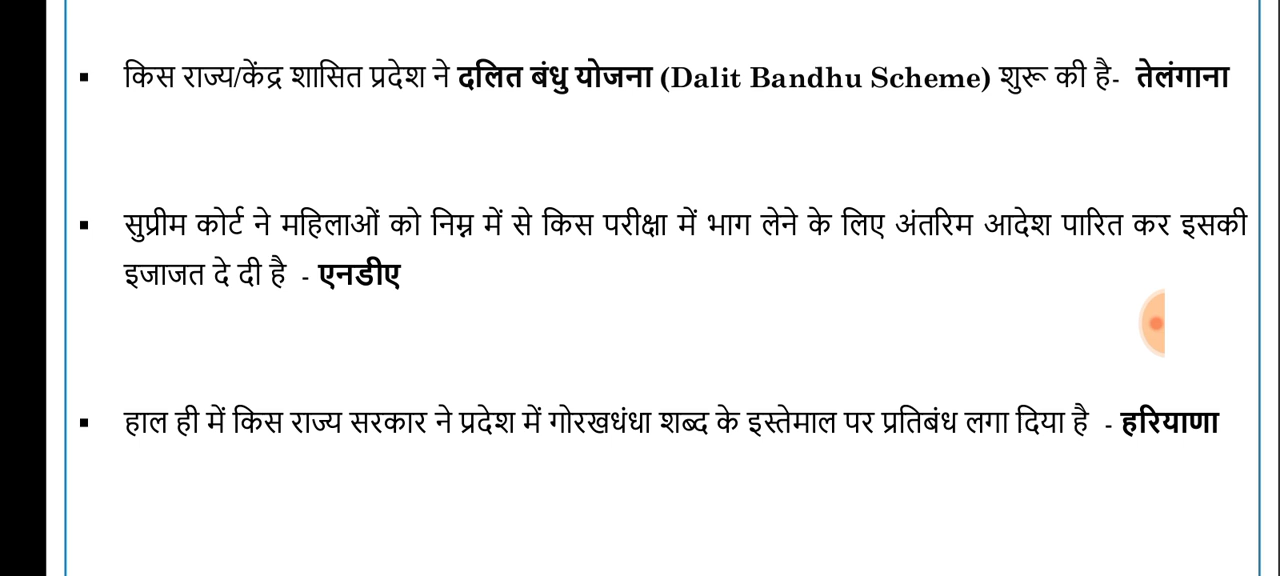 ▪ किस राज्य/केंद्र शासित प्रदेश ने दलित बंधु योजना (Dalit Bandhu Scheme) शुरू की है- तेलंगाना
▪ सुप्रीम कोर्ट ने महिलाओं को निम्न में से किस परीक्षा में भाग लेने के लिए अंतरिम आदेश पारित कर इसकी
इजाजत दे दी है - एनडीए
▪ हाल ही में किस राज्य सरकार ने प्रदेश में गोरखधंधा शब्द के इस्तेमाल पर प्रतिबंध लगा दिया है - हरियाणा